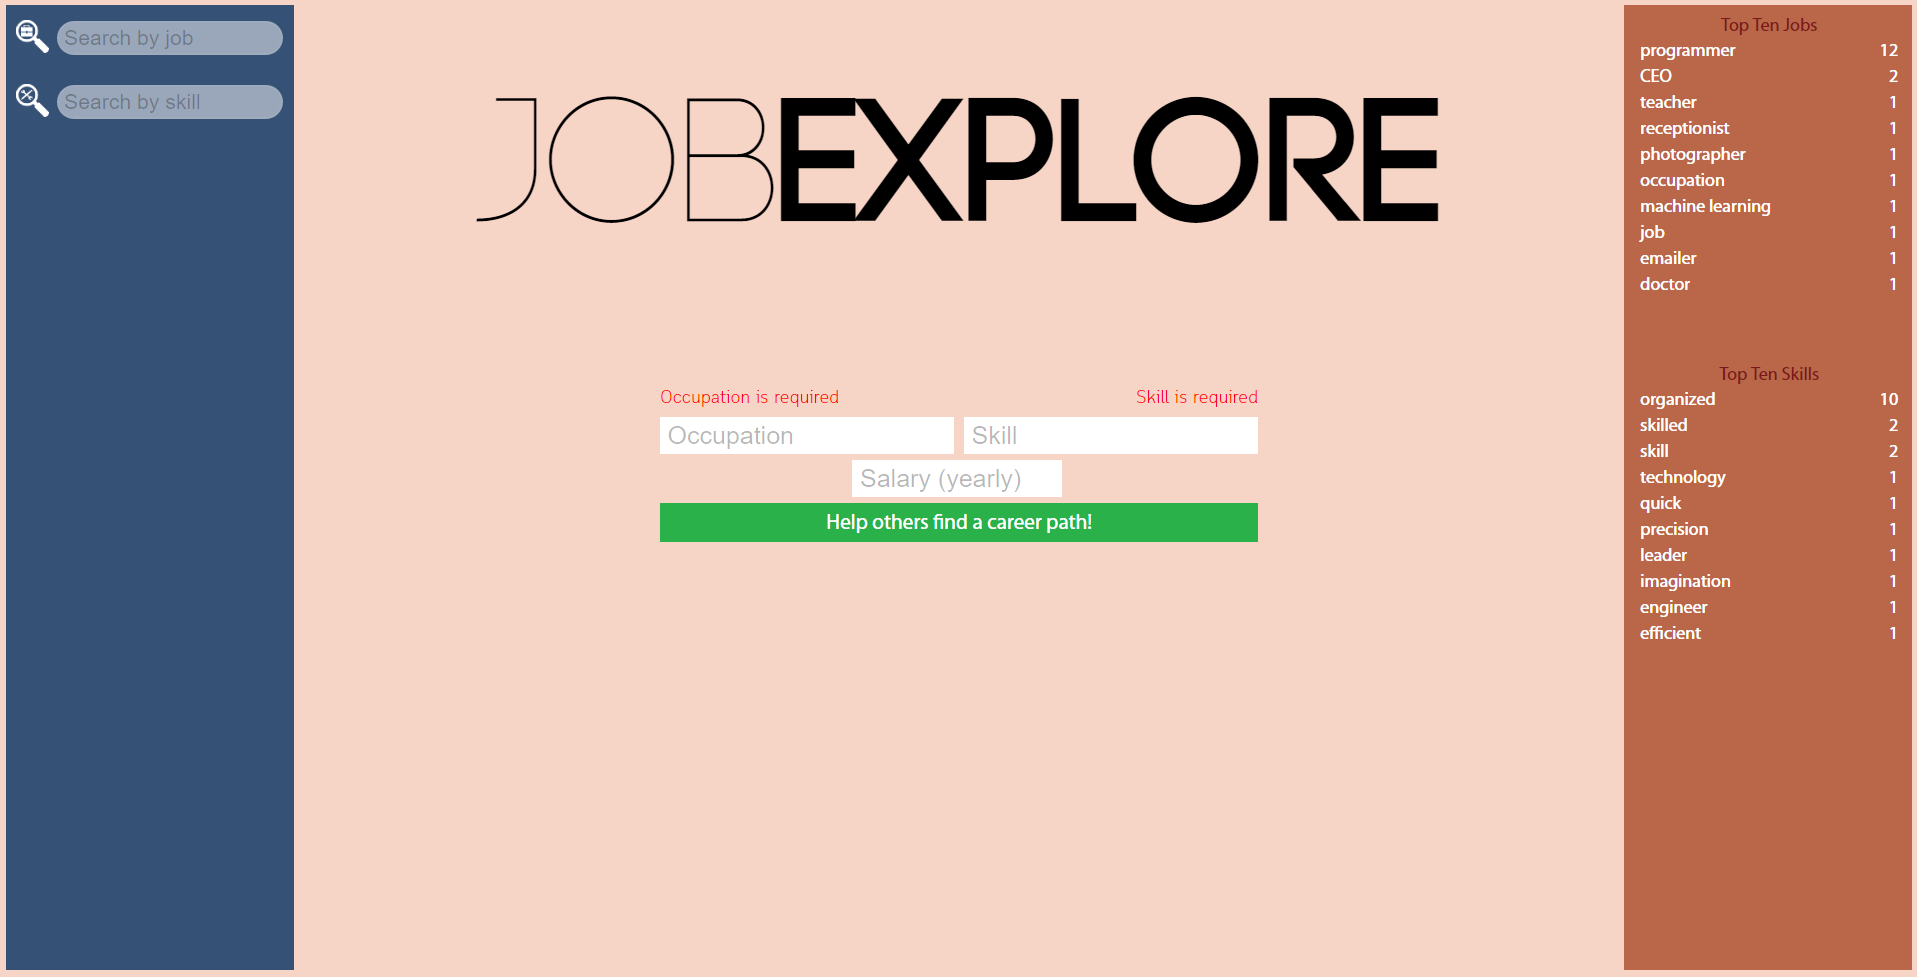 Search by job
Search by skill
JOBEXPLORE
Occupation is required
Skill is required
Occupation
Skill
Salary (yearly)
Help others find a career path!
Top Ten Jobs
programmer 12
CEO 2
teacher 1
receptionist 1
photographer 1
occupation 1
machine learning 1
job 1
emailer 1
doctor 1
Top Ten Skills
organized 10
skilled 2
skill 2
technology 1
quick 1
precision 1
leader 1
imagination 1
engineer 1
efficient 1